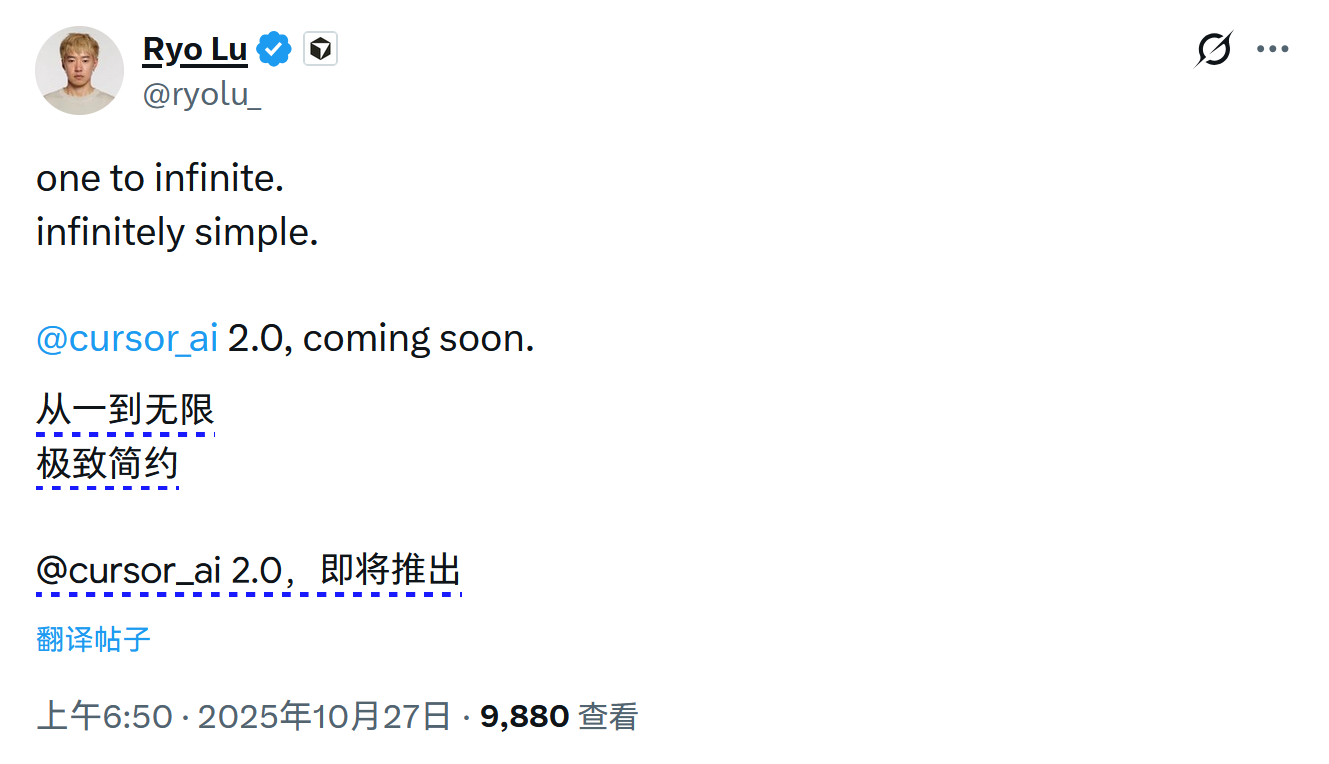 Ryo Lu
@ryolu_
one to infinite.
infinitely simple.
@cursor_ai 2.0, coming soon.
从一到无限
极致简约
@cursor_ai 2.0，即将推出
翻译帖子
上午6:50 · 2025年10月27日 · 9,880 查看